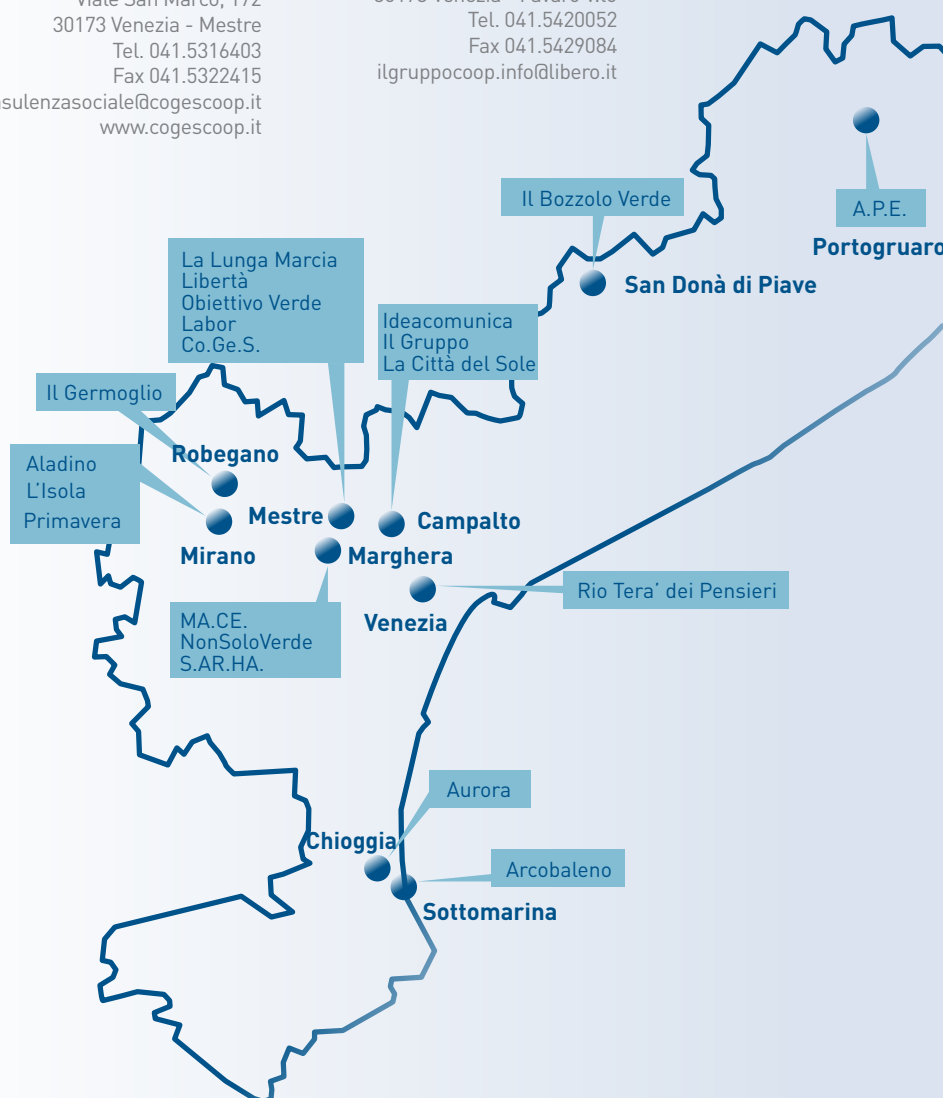 Viale San Marco, 172
30173 Venezia - Mestre
Tel. 041.5316403
Fax 041.5322415
www.cogescoop.it
Tel. 041.5420052
Fax 041.5429084
ilgruppocoop.info@libero.it
A.P.E.
Portogruaro
Il Bozzolo Verde
San Donà di Piave
La Lunga Marcia
Libertà
Obiettivo Verde
Labor
Co.Ge.S.
Ideacomunica
Il Gruppo
La Città del Sole
Il Germoglio
Robegano
Aladino
L'Isola
Primavera
Mirano
Mestre
Campalto
Marghera
MA.CE.
NonSoloVerde
S.AR.HA.
Venezia
Rio Tera' dei Pensieri
Aurora
Chioggia
Arcobaleno
Sottomarina